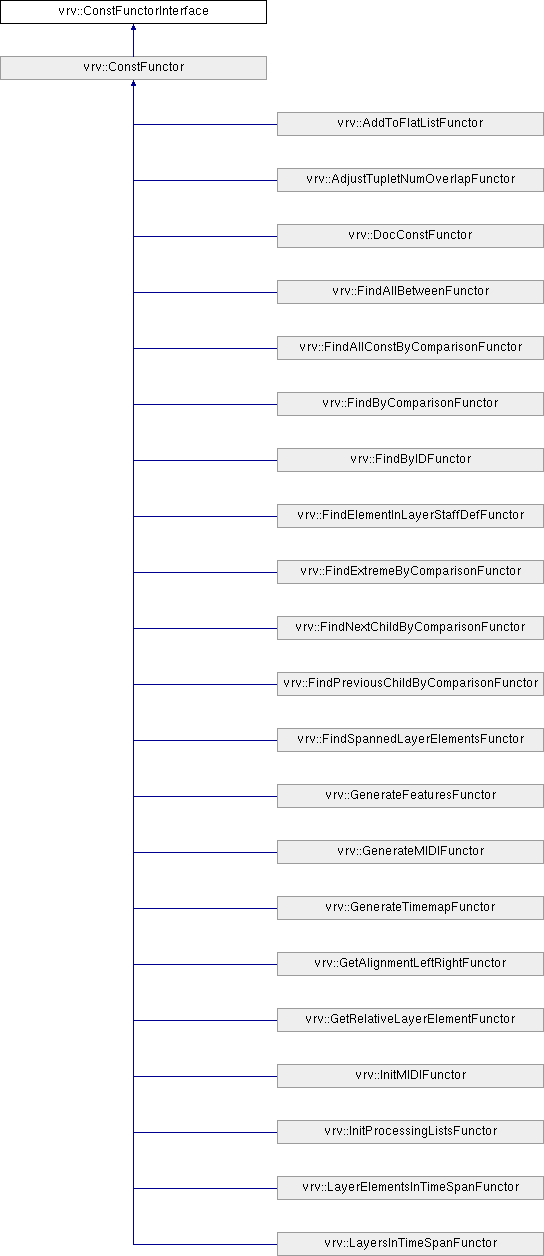 vrv::ConstFunctorInterface
vrv::ConstFunctor
vrv::AddToFlatListFunctor
vrv::AdjustTupletNumOverlapFunctor
vrv::DocConstFunctor
vrv::FindAllBetweenFunctor
vrv::FindAllConstByComparisonFunctor
vrv::FindByComparisonFunctor
vrv::FindByIDFunctor
vrv::FindElementInLayerStaffDefFunctor
vrv::FindExtremeByComparisonFunctor
vrv::FindNextChildByComparisonFunctor
vrv::FindPreviousChildByComparisonFunctor
vrv::FindSpannedLayerElementsFunctor
vrv::GenerateFeaturesFunctor
vrv::GenerateMIDIFunctor
vrv::GenerateTimemapFunctor
vrv::GetAlignmentLeftRightFunctor
vrv::GetRelativeLayerElementFunctor
vrv::InitMIDIFunctor
vrv::InitProcessingListsFunctor
vrv::LayerElementsInTimeSpanFunctor
vrv::LayersInTimeSpanFunctor